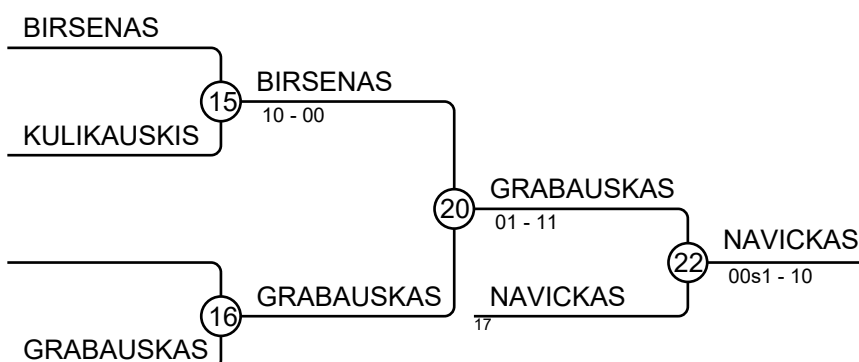 BIRSENAS
15
BIRSENAS
10 - 00
KULIKAUSKIS
20
GRABAUSKAS
01 - 11
22
NAVICKAS
00s1 - 10
16
GRABAUSKAS
NAVICKAS
17
GRABAUSKAS